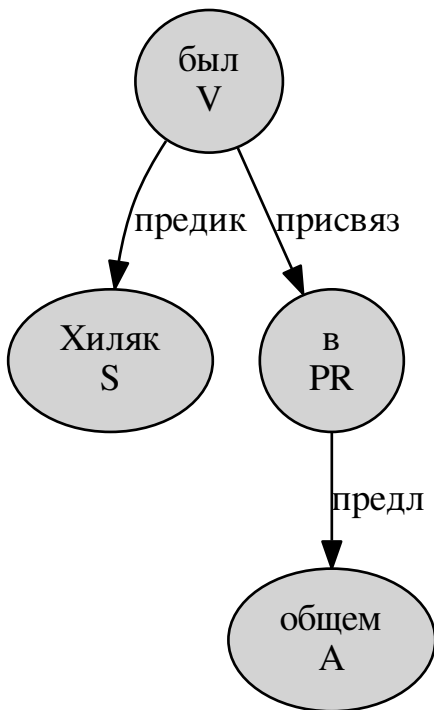 был
V
предик
присвяз
Хиляк
S
в
PR
предл
общем
A